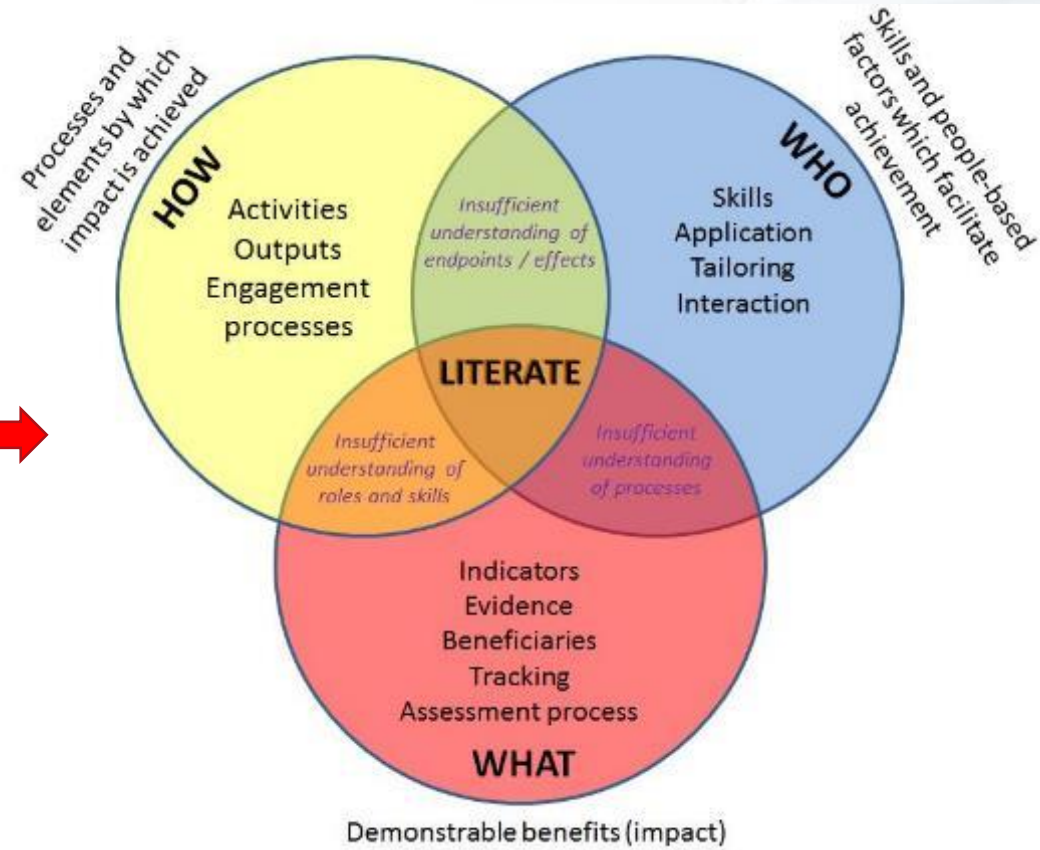 Processes and
elements by which
impact is achieved
HOW
Activities
Outputs
Engagement
processes
Insufficient
understanding of
endpoints / effects
Skills and people-based
factors which facilitate
achievement
WHO
Skills
Application
Tailoring
Interaction
LITERATE
Insufficient
understanding of
roles and skills
Insufficient
understanding
of processes
Indicators
Evidence
Beneficiaries
Tracking
Assessment process
WHAT
Demonstrable benefits (impact)